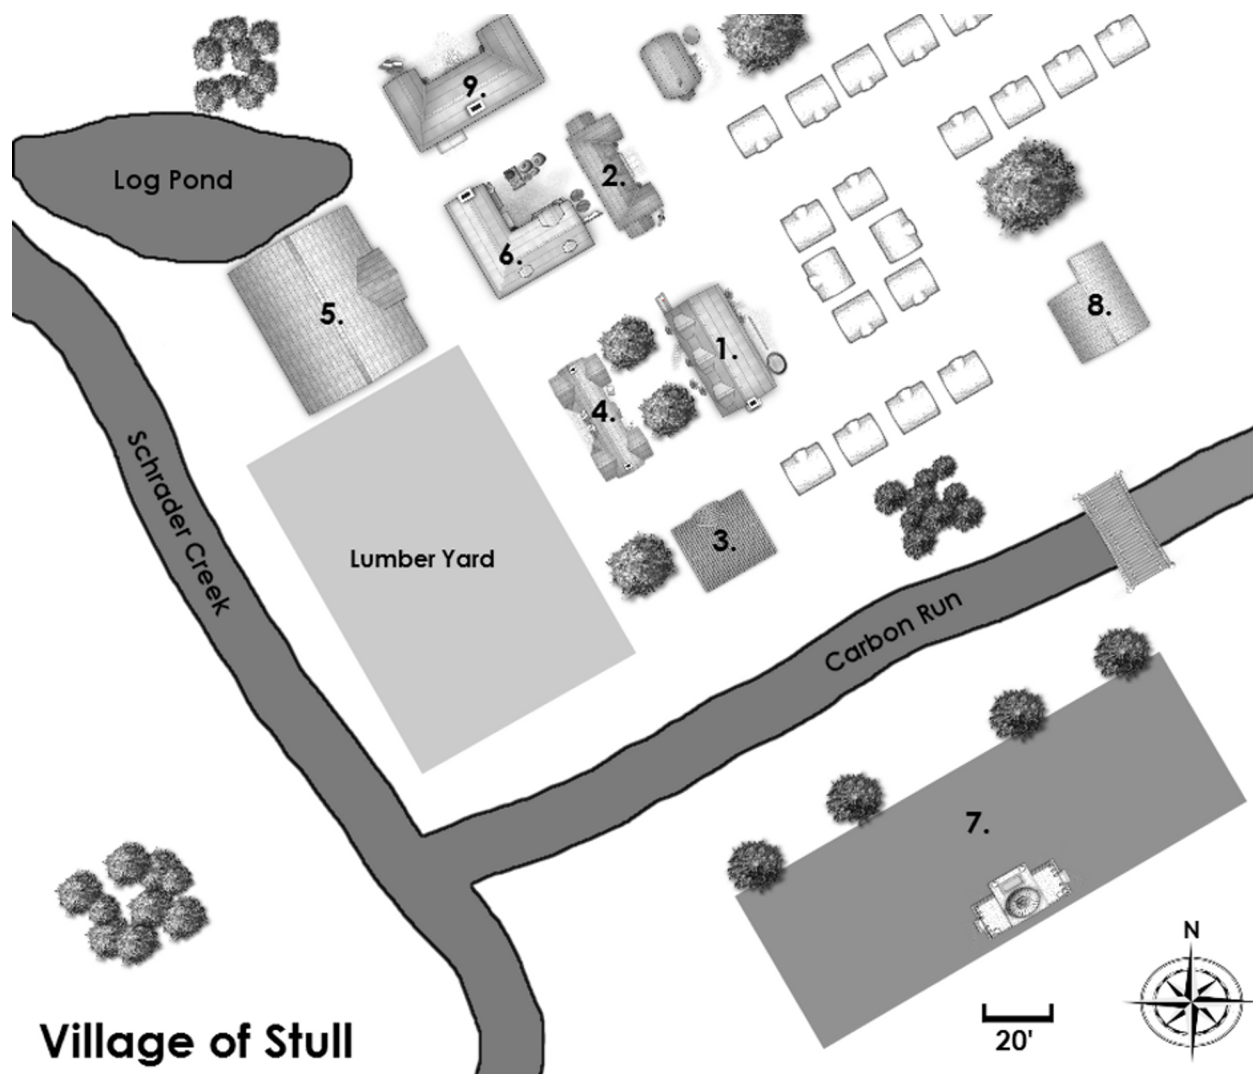 9.
Log Pond
2.
6.
5.
8.
1.
4.
Schrader Creek
3.
Lumber Yard
Carbon Run
7.
N
20'
Village of Stull